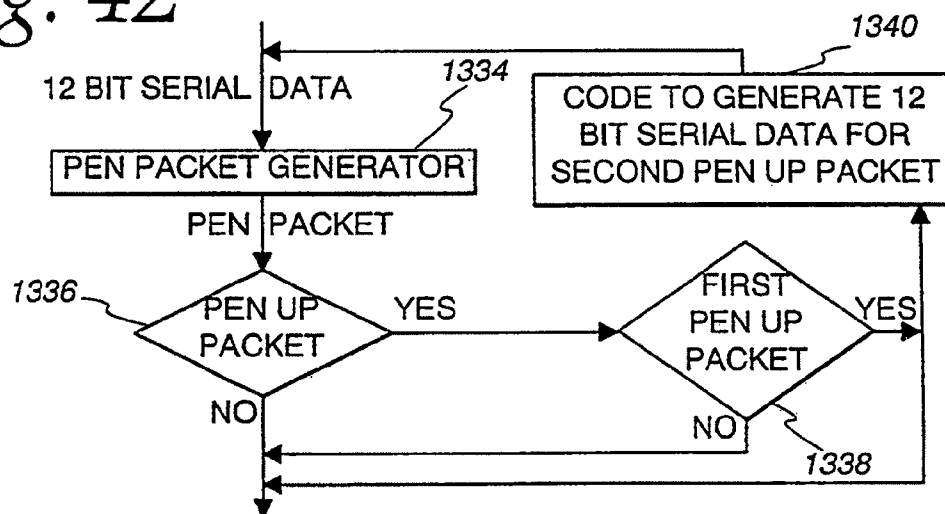 g. 42
1340
12 BIT SERIAL DATA
1334
CODE TO GENERATE 12
BIT SERIAL DATA FOR
SECOND PEN UP PACKET
PEN PACKET GENERATOR
PEN PACKET
1336
PEN UP
PACKET
YES
FIRST
PEN UP
PACKET
YES
NO
NO
1338